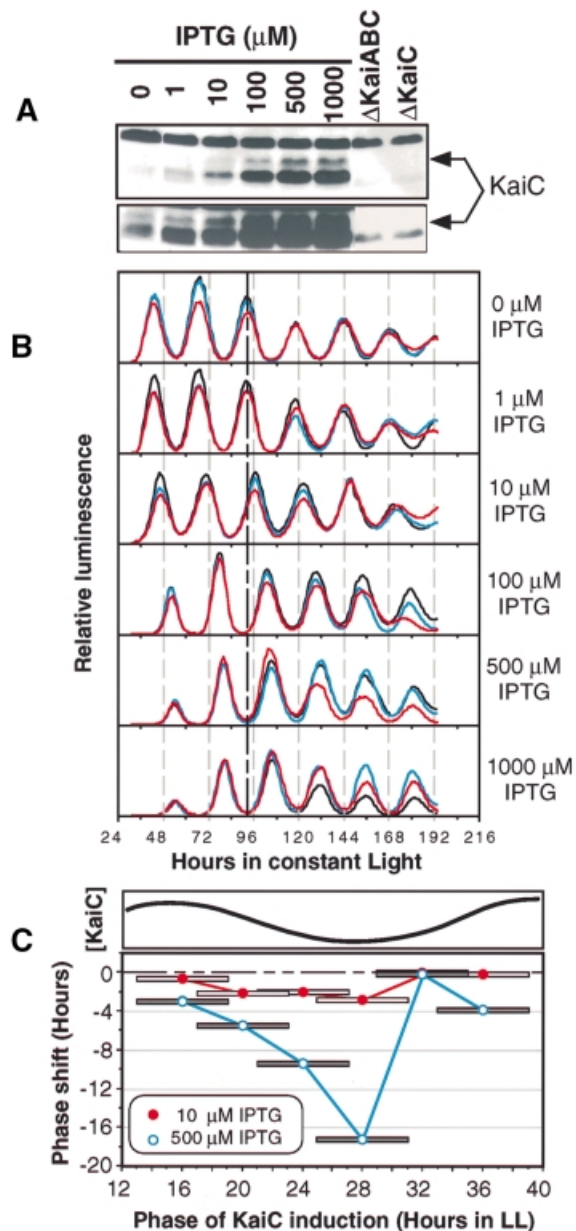 IPTG (μM)
0 1 10 100 500 1000 ΔKaiABC ΔKaiC
A
KaiC
B
0 μM
IPTG
1 μM
IPTG
10 μM
IPTG
100 μM
IPTG
500 μM
IPTG
1000 μM
IPTG
Relative luminescence
24 48 72 96 120 144 168 192 216
Hours in constant Light
C
[KaiC]
Phase shift (Hours)
0
-4
-8
-12
-16
-20
10 μM IPTG
500 μM IPTG
12 16 20 24 28 32 36 40
Phase of KaiC induction (Hours in LL)